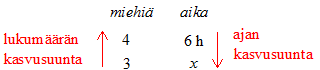 miehiä aika
lukumäärän kasvusuunta
4 6 h
3 x
ajan kasvusuunta